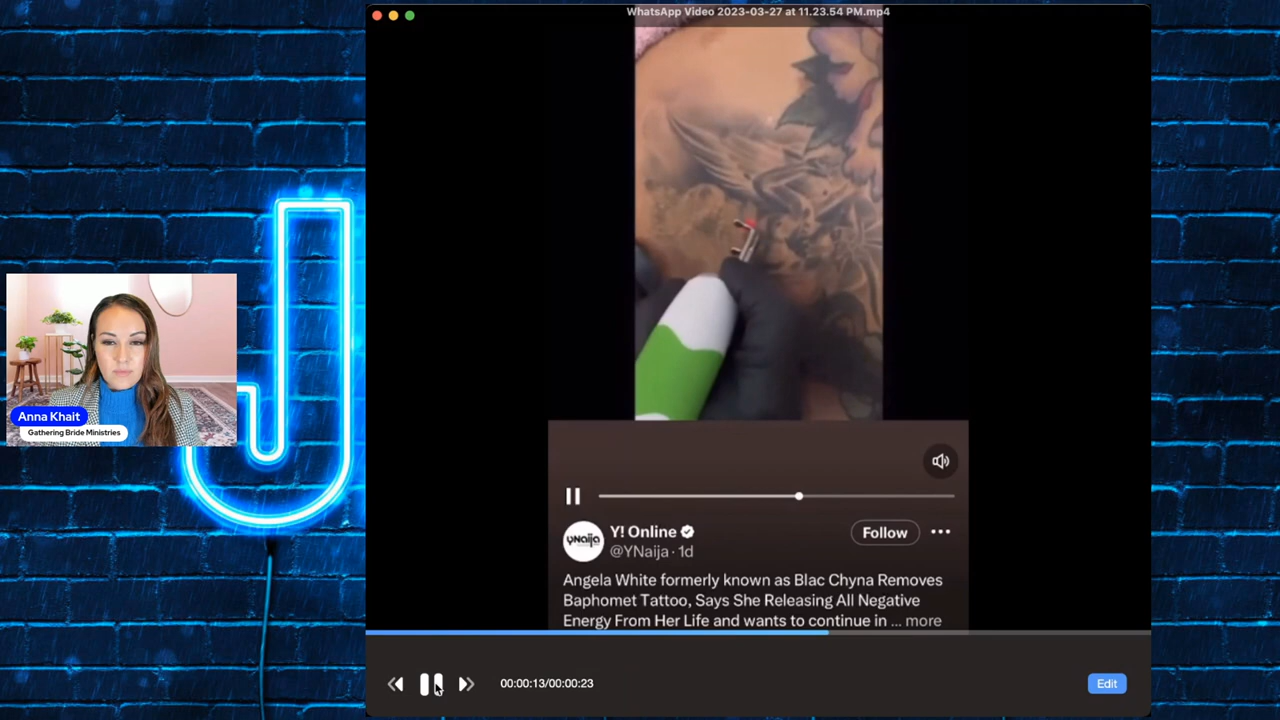 WhatsApp Video 2023-03-27 at 11.23.54 PM.mp4
Anna Khait
Gathering Bride Ministries
YNaija
Y! Online
@YNaija · 1d
Follow
Angela White formerly known as Blac Chyna Removes
Baphomet Tattoo, Says She Releasing All Negative
Energy From Her Life and wants to continue in ... more
00:00:13/00:00:23
Edit